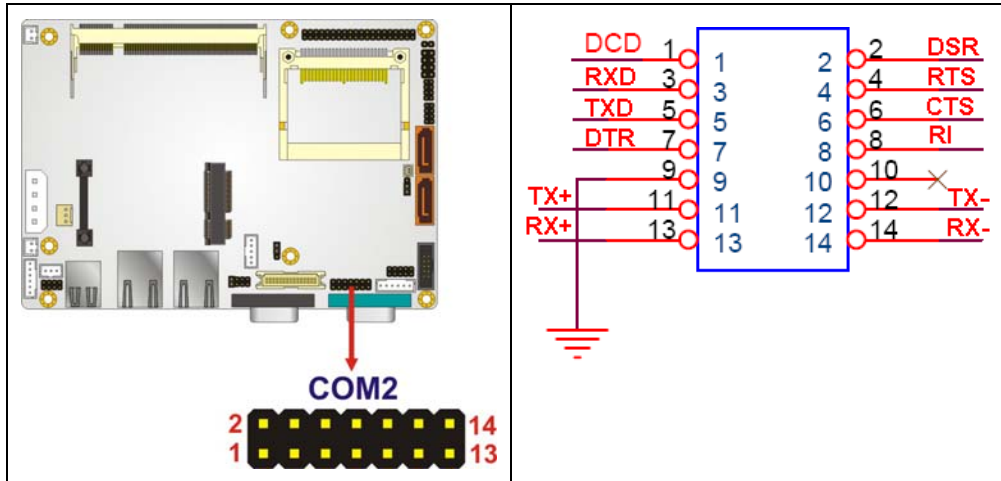 COM2
2 14
1 13
DCD 1 1 2 2 DSR
RXD 3 3 4 4 RTS
TXD 5 5 6 6 CTS
DTR 7 7 8 8 RI
9 9 10 10
TX+ 11 11 12 12 TX-
RX+ 13 13 14 14 RX-